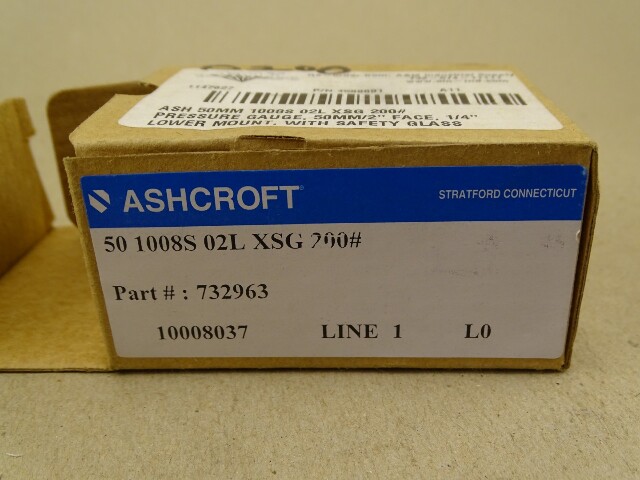 ASH 50MM 1008S 02L XSG 200#
PRESSURE GAUGE, 50MM/2" FACE, 1/4"
LOWER MOUNT, WITH SAFETY GLASS
ASHCROFT
STRATFORD CONNECTICUT
50 1008S 02L XSG 200#
Part # : 732963
10008037 LINE 1 L0